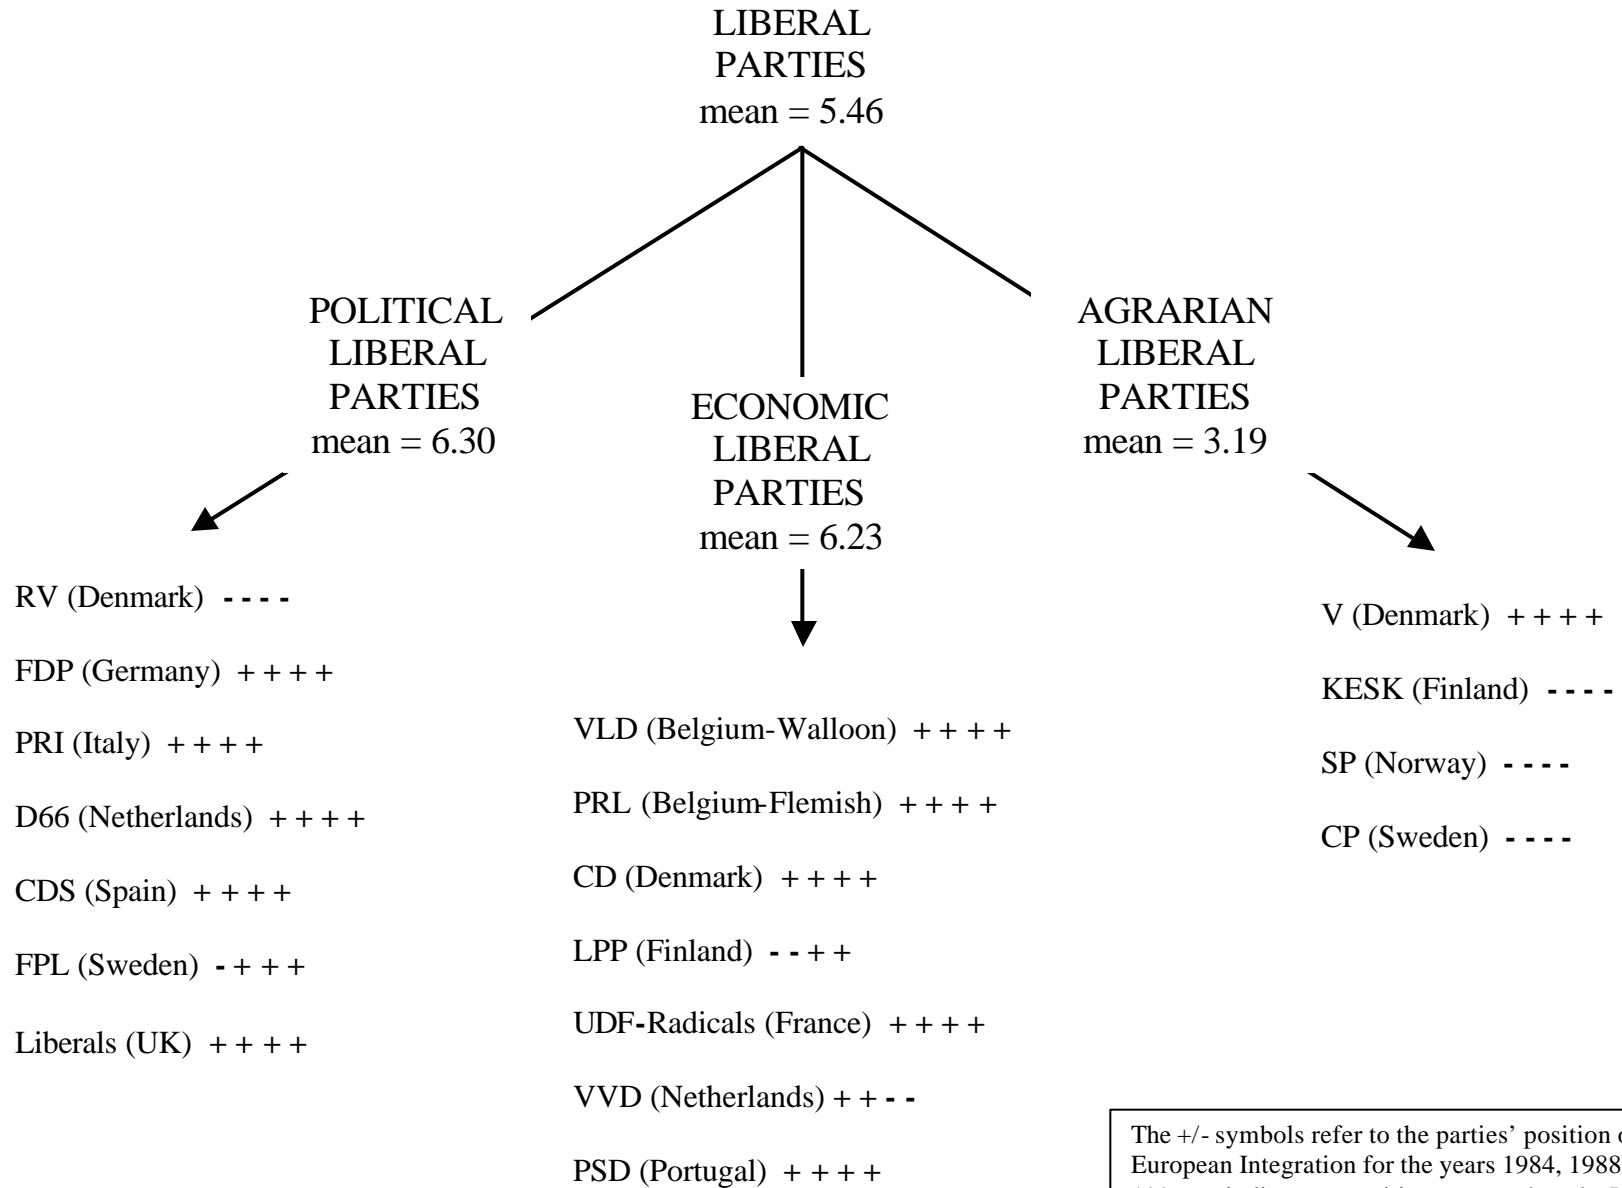 LIBERAL
PARTIES
mean = 5.46
POLITICAL
LIBERAL
PARTIES
mean = 6.30
ECONOMIC
LIBERAL
PARTIES
mean = 6.23
AGRARIAN
LIBERAL
PARTIES
mean = 3.19
RV (Denmark) - - - -
FDP (Germany) + + + +
PRI (Italy) + + + +
D66 (Netherlands) + + + +
CDS (Spain) + + + +
FPL (Sweden) - + + +
Liberals (UK) + + + +
VLD (Belgium-Walloon) + + + +
PRL (Belgium-Flemish) + + + +
CD (Denmark) + + + +
LPP (Finland) - - + +
UDF-Radicals (France) + + + +
VVD (Netherlands) + + - -
PSD (Portugal) + + + +
V (Denmark) + + + +
KESK (Finland) - - - -
SP (Norway) - - - -
CP (Sweden) - - - -
The +/- symbols refer to the parties' position
European Integration for the years 1984, 1988